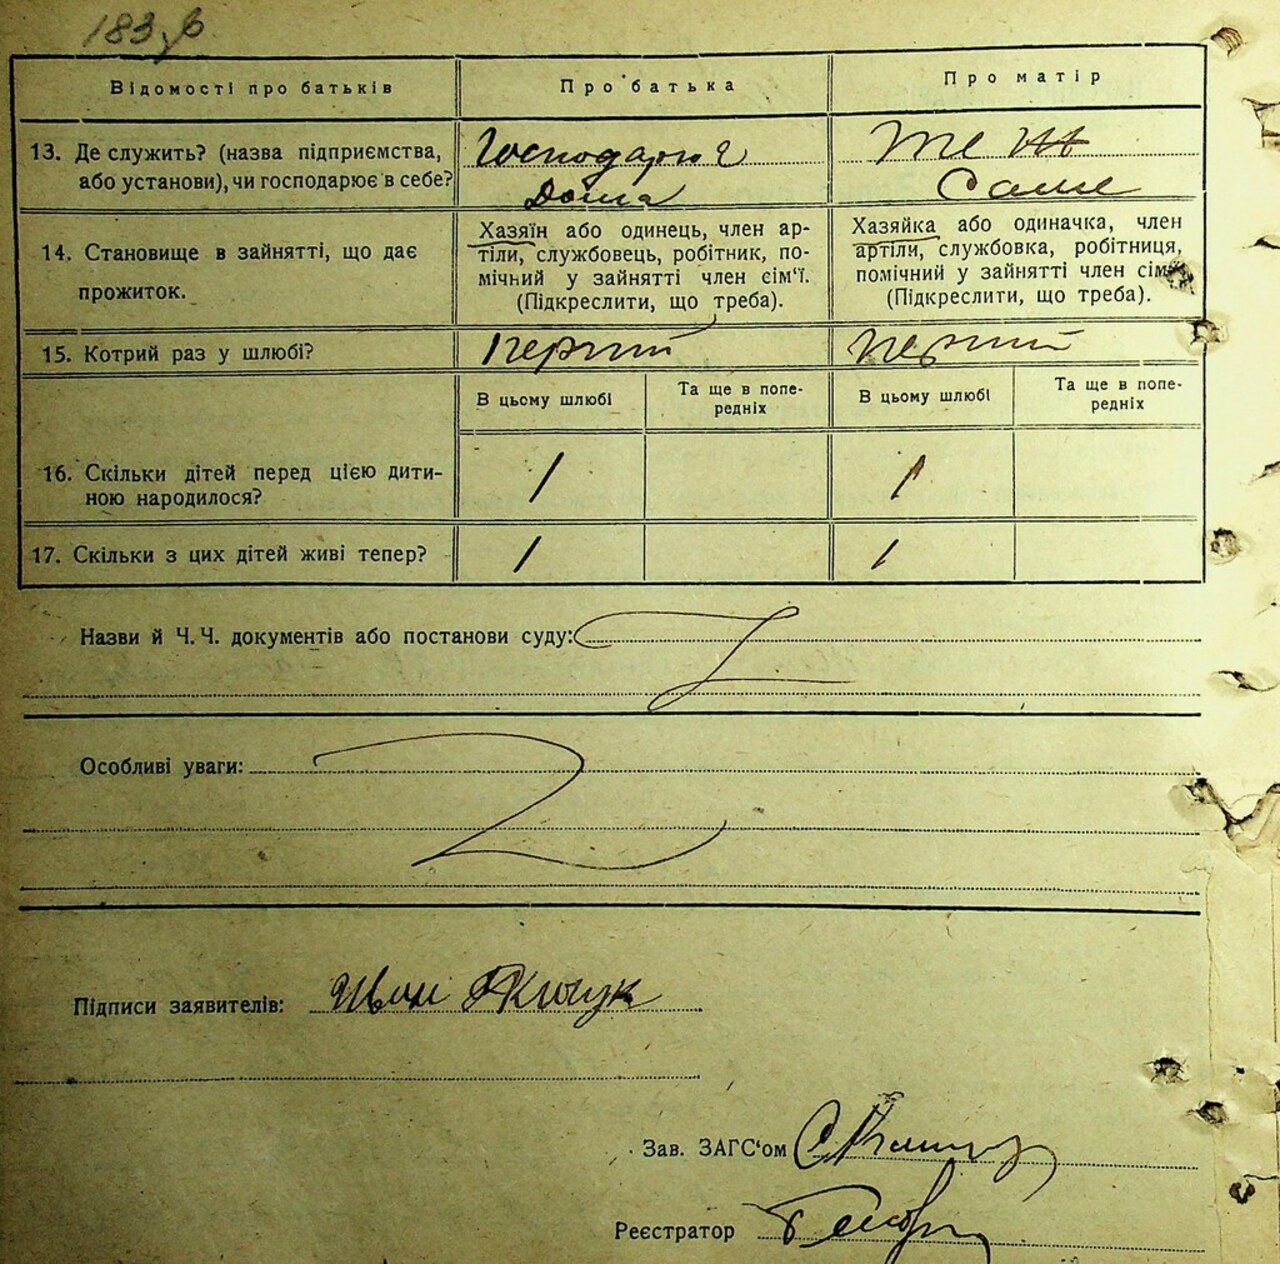 183
Відомості про батьків
Про батька
Про матір
13. Де служить? (назва підприємства,
або установи), чи господарює в себе?
Господарює
Дома
Те ж
Саме
14. Становище в зайнятті, що дає
прожиток.
Хазяїн або одинець, член ар-
тіли, службовець, робітник, по-
мічний у зайнятті член сім'ї.
(Підкреслити, що треба).
Хазяйка або одиначка, член
артіли, службовка, робітниця,
помічний у зайнятті член сім'ї.
(Підкреслити, що треба).
15. Котрий раз у шлюбі?
перший
перший
В цьому шлюбі
Та ще в попе-
редніх
В цьому шлюбі
Та ще в попе-
редніх
16. Скільки дітей перед цією дити-
ною народилося?
1
1
17. Скільки з цих дітей живі тепер?
1
1
Назви й Ч. Ч. документів або постанови суду:
Особливі уваги:
Підписи заявителів: Иван
Зав. ЗАГС'ом
Реєстратор